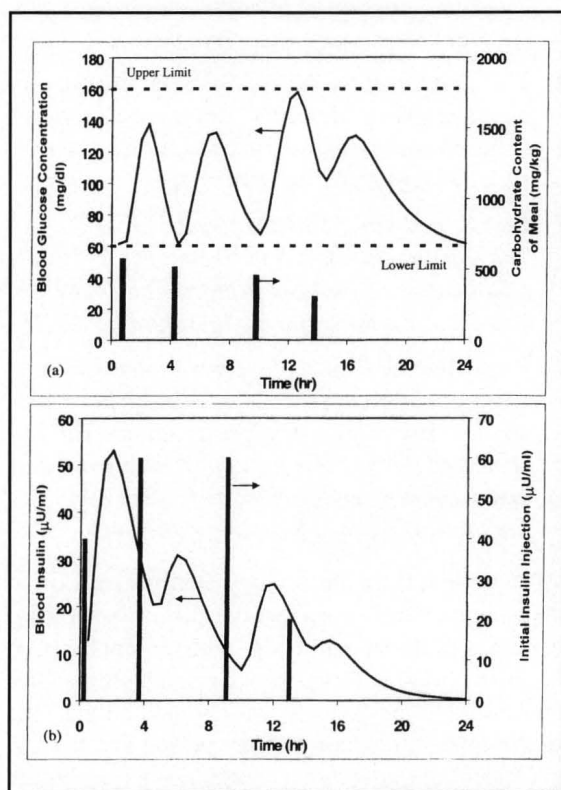 180
160
140
120
100
80
60
40
20
0
Blood Glucose Concentration
(mg/dl)
Upper Limit
Lower Limit
2000
1500
1000
500
0
Carbohydrate Content
of Meal (mg/kg)
0 4 8 12 16 20 24
(a)
Time (hr)
60
50
40
30
20
10
0
Blood Insulin (μU/ml)
70
60
50
40
30
20
10
0
Initial Insulin Injection (μU/ml)
0 4 8 12 16 20 24
(b)
Time (hr)